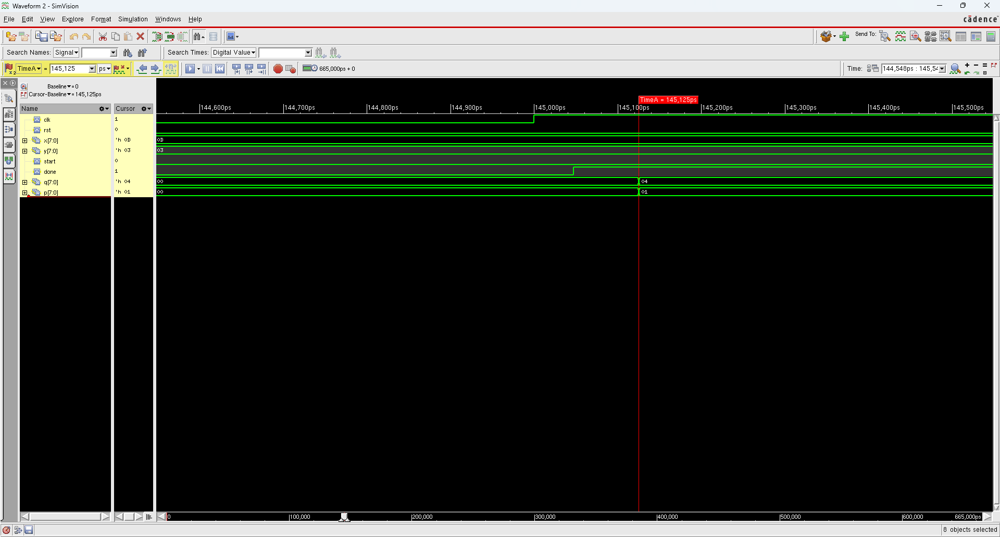 Waveform 2 - SimVision
File Edit View Explore Format Simulation Windows Help
cādence
Send To:
Search Names: Signal Search Times: Digital Value
TimeA = 145,125 ps 665,000ps + 0 Time: 144,548ps : 145,54
Baseline = 0
Cursor-Baseline = 145,125ps
TimeA = 145,125ps
Name Cursor 144,600ps 144,700ps 144,800ps 144,900ps 145,000ps 145,100ps 145,200ps 145,300ps 145,400ps 145,500ps
clk 1
rst 0
x[7:0] 'h 0D 0D
y[7:0] 'h 03 03
start 0
done 1
q[7:0] 'h 04 00 04
p[7:0] 'h 01 00 01
0 100,000 200,000 300,000 400,000 500,000 600,000 665,000ps
8 objects selected